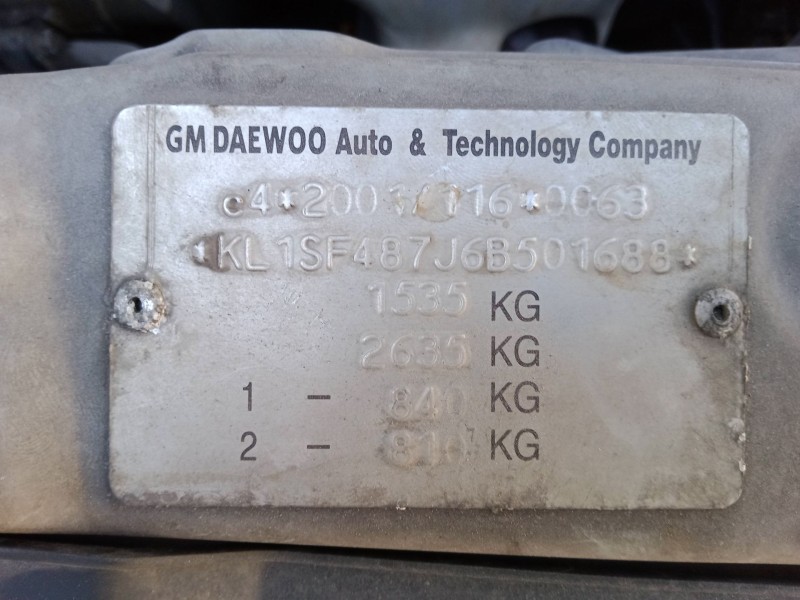 GM DAEWOO Auto & Technology Company
e4*2001/116*0063
*KL1SF487J6B501688*
1535 KG
2635 KG
1 - 840 KG
2 - 810 KG